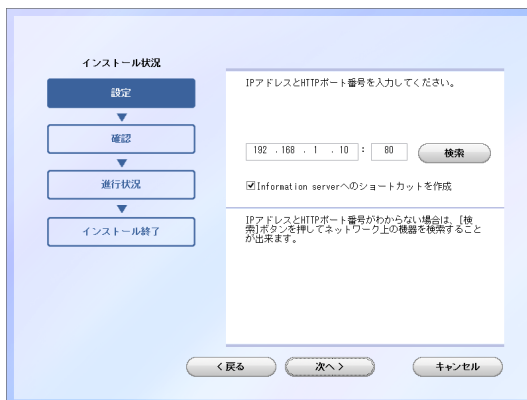 インストール状況
設定
確認
進行状況
インストール終了
IPアドレスとHTTPポート番号を入力してください。
192 .168 . 1 . 10 : 80 検索
Information serverへのショートカットを作成
IPアドレスとHTTPポート番号がわからない場合は、[検
索]ボタンを押してネットワーク上の機器を検索すること
が出来ます。
<戻る 次へ> キャンセル